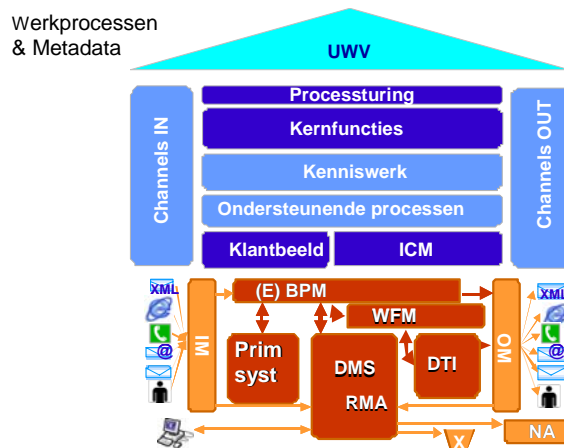 Werkprocessen
& Metadata
UWV
Channels IN
Processturing
Kernfuncties
Kenniswerk
Ondersteunende processen
Klantbeeld
ICM
Channels OUT
XML
@
IM
(E) BPM
WFM
Prim
syst
DMS
RMA
DTI
OM
XML
@
X
NA